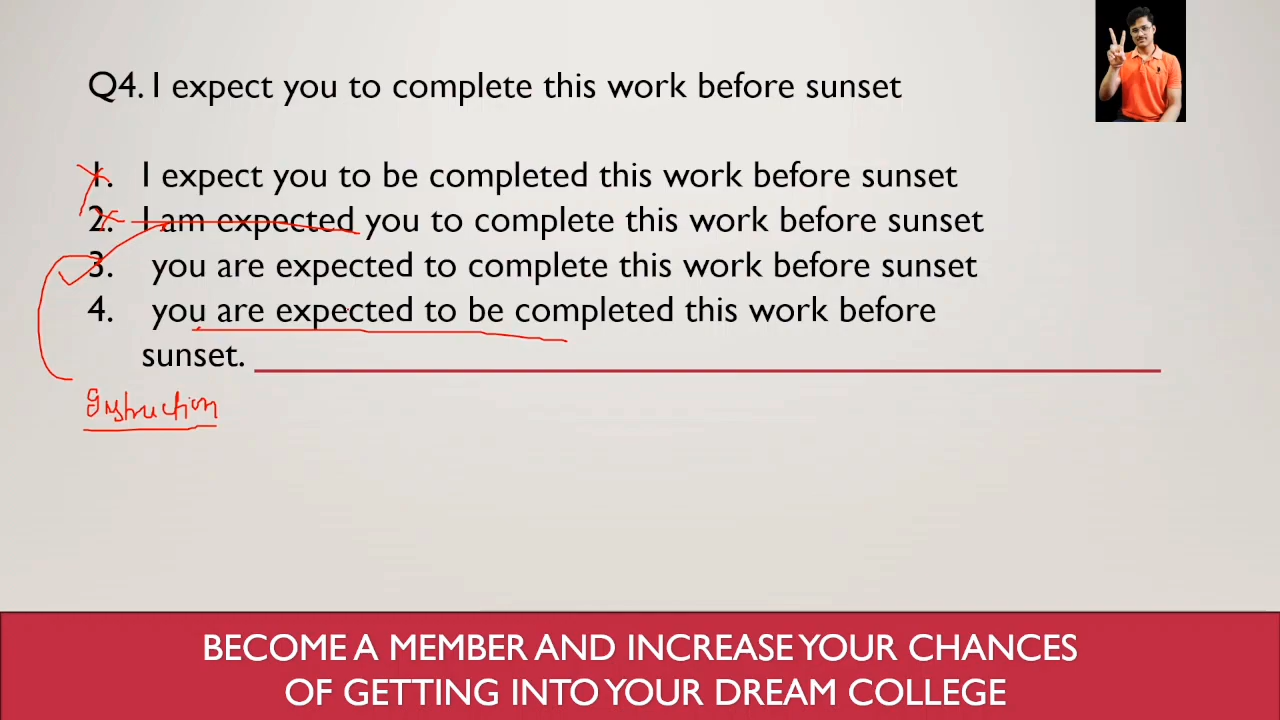 Q4. I expect you to complete this work before sunset
1. I expect you to be completed this work before sunset
2. I am expected you to complete this work before sunset
3. you are expected to complete this work before sunset
4. you are expected to be completed this work before
sunset.
Instruction
BECOME A MEMBER AND INCREASE YOUR CHANCES
OF GETTING INTO YOUR DREAM COLLEGE